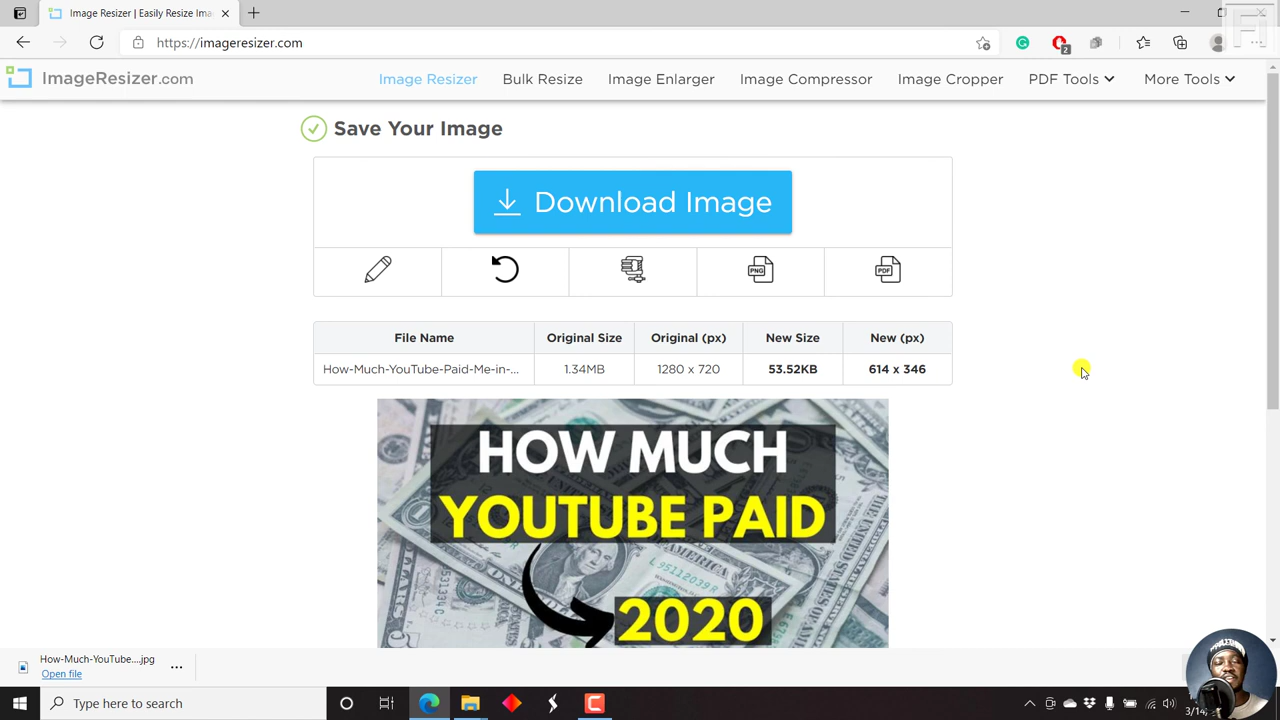 Image Resizer | Easily Resize Ima
https://imageresizer.com
2
ImageResizer.com
Image Resizer
Bulk Resize
Image Enlarger
Image Compressor
Image Cropper
PDF Tools
More Tools
Save Your Image
Download Image
PNG
PDF
File Name
Original Size
Original (px)
New Size
New (px)
How-Much-YouTube-Paid-Me-in-...
1.34MB
1280 x 720
53.52KB
614 x 346
HOW MUCH
YOUTUBE PAID
2020
How-Much-YouTube....jpg
Open file
Type here to search